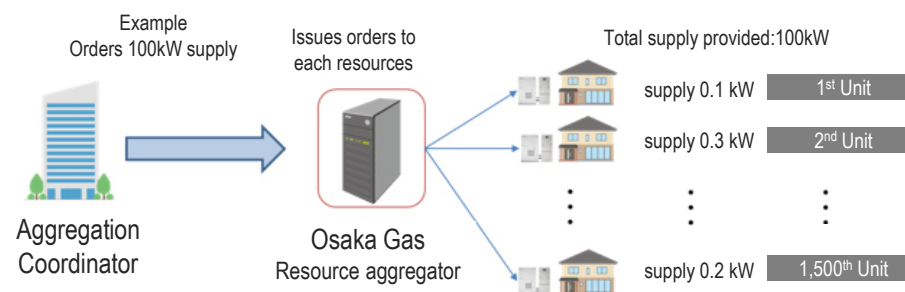 Example
Orders 100kW supply
Issues orders to
each resources
Total supply provided:100kW
supply 0.1 kW
1st Unit
supply 0.3 kW
2nd Unit
Aggregation
Coordinator
Osaka Gas
Resource aggregator
supply 0.2 kW
1,500th Unit